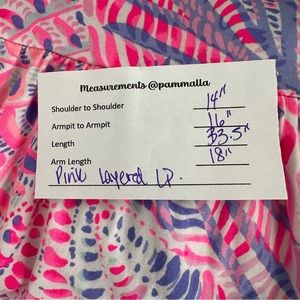 Measurements @pammalla
Shoulder to Shoulder 14"
Armpit to Armpit 16"
Length 33.5"
Arm Length 18"
Pink Layered LP.